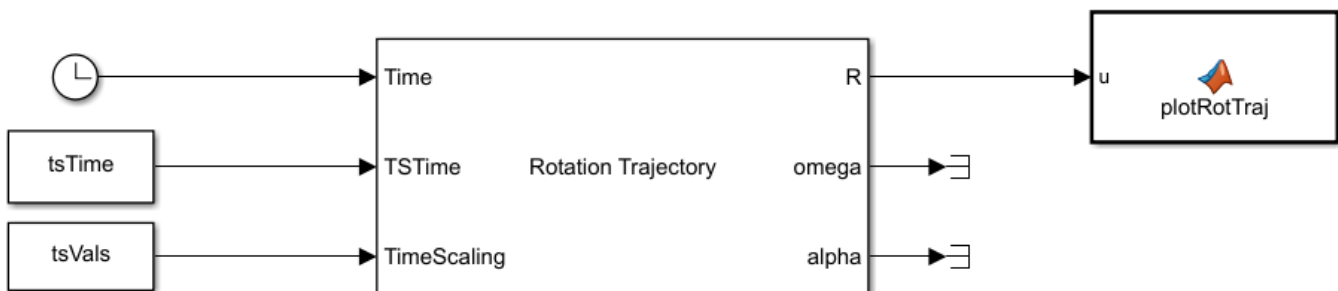 Time
R
u
plotRotTraj
tsTime
TSTime
Rotation Trajectory
omega
tsVals
TimeScaling
alpha